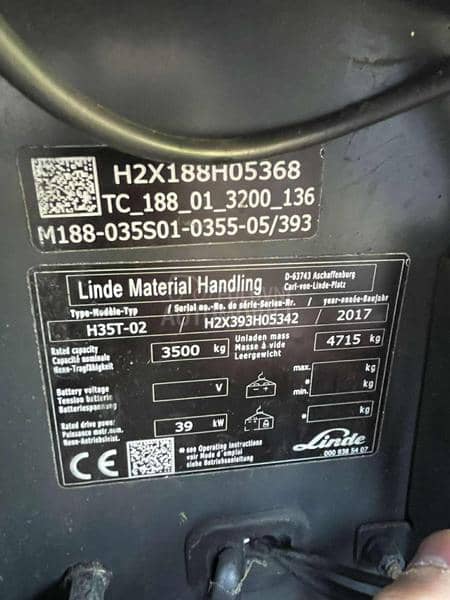 H2X188H05368
TC_188_01_3200_136
M188-035S01-0355-05/393
Linde Material Handling
D-63743 Aschaffenburg
Carl-von-Linde-Platz
Type-Modèle-Typ / Serial no.-No. de série-Serien-Nr. / year-année-Baujahr
H35T-02 H2X393H05342 / 2017
Rated capacity
Capacité nominale
Nenn-Tragfähigkeit
3500 kg
Unladen mass
Masse à vide
Leergewicht
4715 kg
Battery voltage
Tension batterie
Batteriespannung
V
max. kg
* min. kg
Rated drive power
Puissance motr.nom.
Nenn-Antriebsleist.
39 kW
* kg
CE
* see Operating Instructions
voir Mode d'emploi
siehe Betriebsanleitung
Linde
000 938 54 07